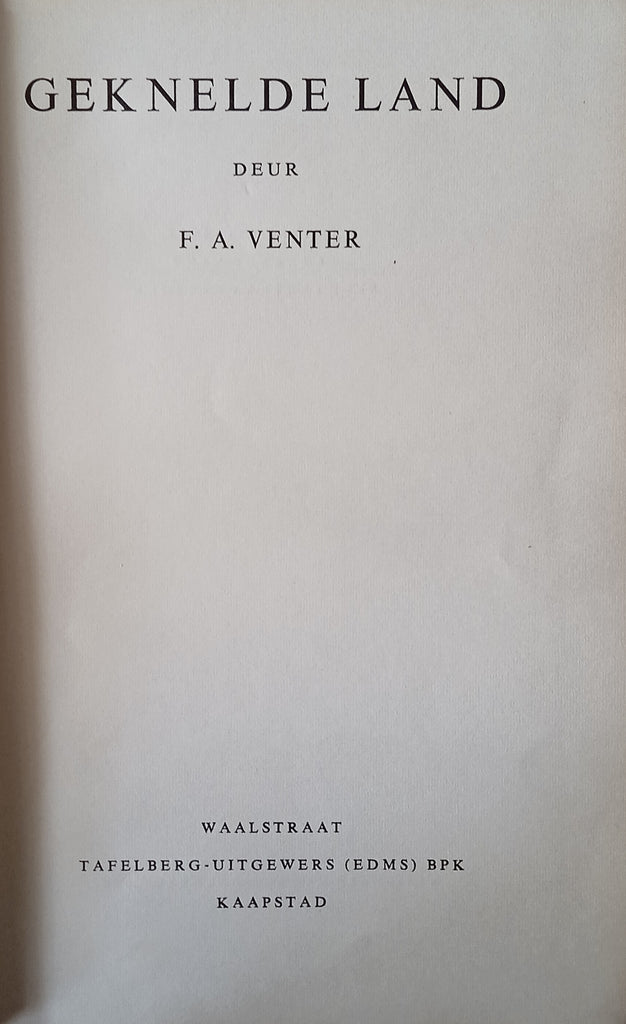 GEKNELDE LAND
DEUR
F. A. VENTER
WAALSTRAAT
TAFELBERG-UITGEWERS (EDMS) BPK
KAAPSTAD